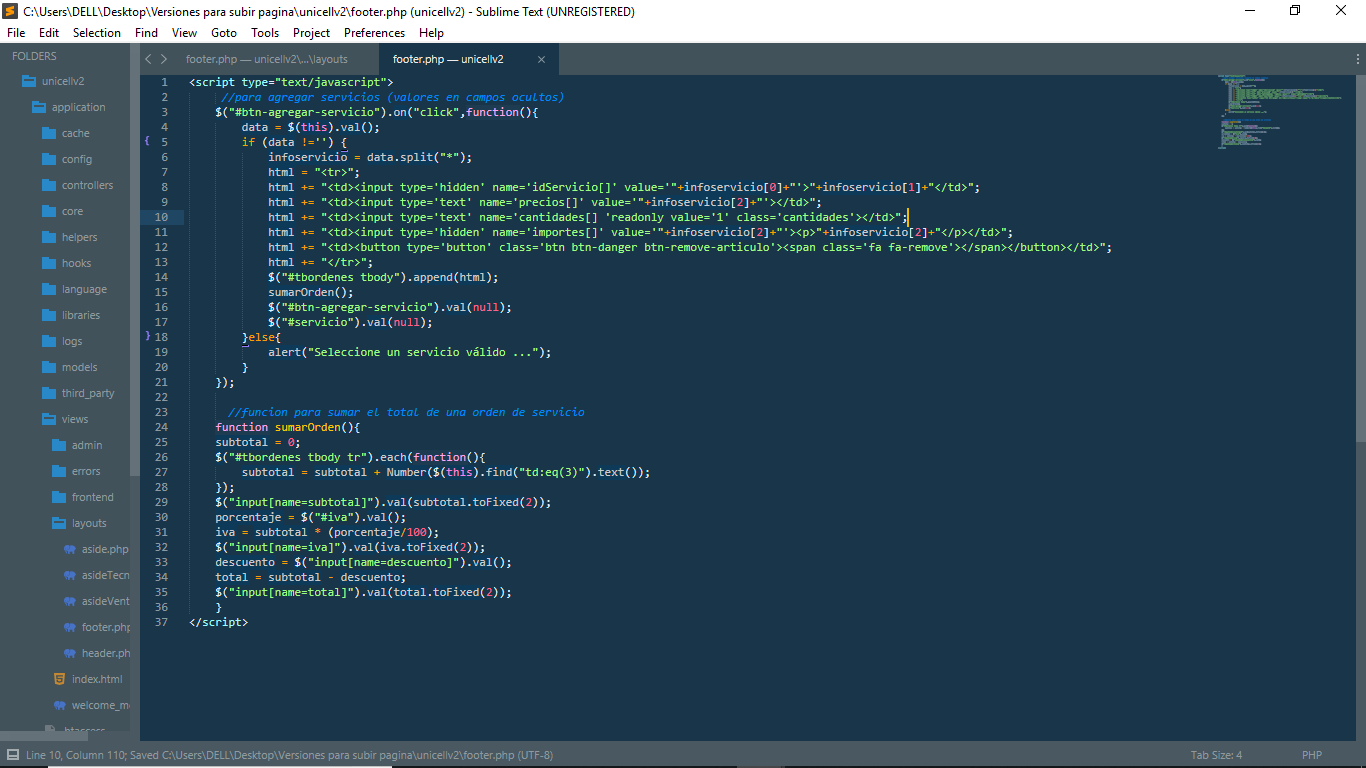 C:\Users\DELL\Desktop\Versiones para subir pagina\unicellv2\footer.php (unicellv2) - Sublime Text (UNREGISTERED)
File Edit Selection Find View Goto Tools Project Preferences Help
FOLDERS
unicellv2
application
cache
config
controllers
core
helpers
hooks
language
libraries
logs
models
third_party
views
admin
errors
frontend
layouts
aside.php
asideTecn
asideVent
footer.php
header.ph
index.html
welcome_m
.htaccess
footer.php — unicellv2\...\layouts
footer.php — unicellv2
1 <script type="text/javascript">
2 //para agregar servicios (valores en campos ocultos)
3 $("#btn-agregar-servicio").on("click",function(){
4 data = $(this).val();
5 if (data !='') {
6 infoservicio = data.split("*");
7 html = "<tr>";
8 html += "<td><input type='hidden' name='idServicio[]' value='"+infoservicio[0]+"'>"+infoservicio[1]+"</td>";
9 html += "<td><input type='text' name='precios[]' value='"+infoservicio[2]+"'></td>";
10 html += "<td><input type='text' name='cantidades[] 'readonly value='1' class='cantidades'></td>";
11 html += "<td><input type='hidden' name='importes[]' value='"+infoservicio[2]+"'><p>"+infoservicio[2]+"</p></td>";
12 html += "<td><button type='button' class='btn btn-danger btn-remove-articulo'><span class='fa fa-remove'></span></button></td>";
13 html += "</tr>";
14 $("#tbordenes tbody").append(html);
15 sumarOrden();
16 $("#btn-agregar-servicio").val(null);
17 $("#servicio").val(null);
18 }else{
19 alert("Seleccione un servicio válido ...");
20 }
21 });
22
23 //funcion para sumar el total de una orden de servicio
24 function sumarOrden(){
25 subtotal = 0;
26 $("#tbordenes tbody tr").each(function(){
27 subtotal = subtotal + Number($(this).find("td:eq(3)").text());
28 });
29 $("input[name=subtotal]").val(subtotal.toFixed(2));
30 porcentaje = $("#iva").val();
31 iva = subtotal * (porcentaje/100);
32 $("input[name=iva]").val(iva.toFixed(2));
33 descuento = $("input[name=descuento]").val();
34 total = subtotal - descuento;
35 $("input[name=total]").val(total.toFixed(2));
36 }
37 </script>
Line 10, Column 110; Saved C:\Users\DELL\Desktop\Versiones para subir pagina\unicellv2\footer.php (UTF-8)
Tab Size: 4
PHP